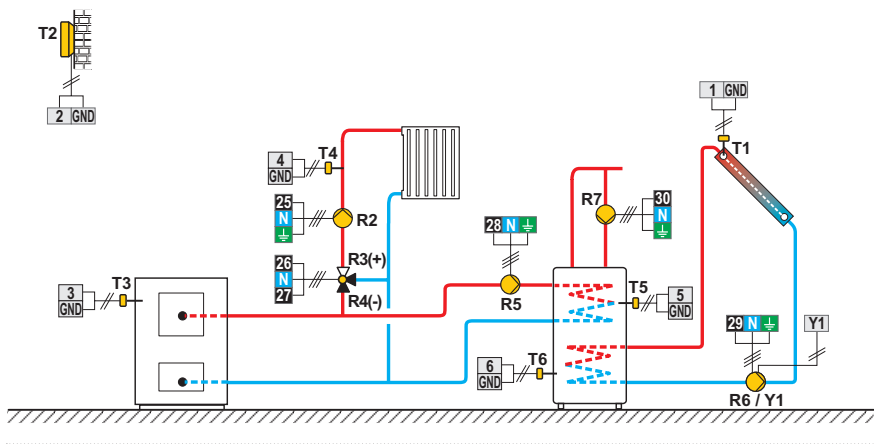 T2
2 GND
1 GND
T1
4
GND
T4
25
N
R2
26
N
27
R3(+)
R4(-)
3
GND
T3
28 N
R5
R7
30
N
T5
5
GND
6
GND
T6
29 N
Y1
R6 / Y1